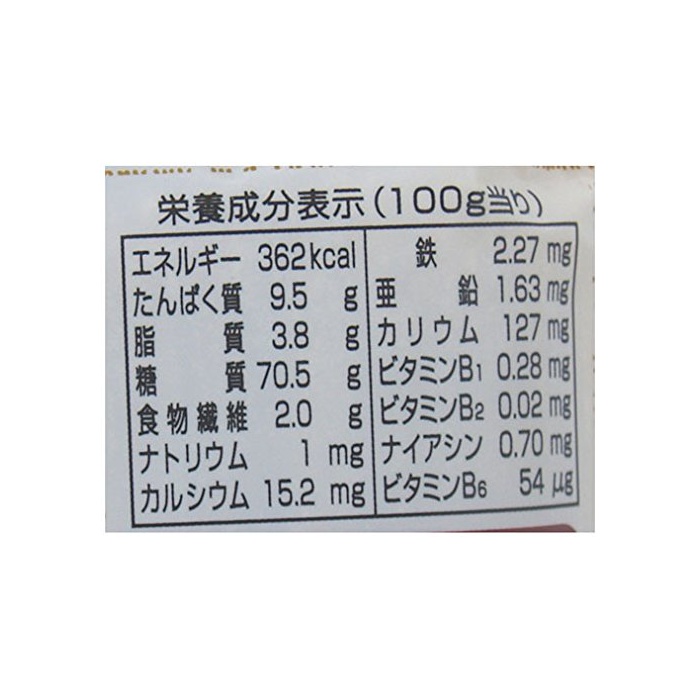 栄養成分表示(100g当り)
エネルギー 362kcal
たんぱく質 9.5 g
脂質 3.8 g
糖質 70.5 g
食物繊維 2.0 g
ナトリウム 1 mg
カルシウム 15.2 mg
鉄 2.27 mg
亜鉛 1.63 mg
カリウム 127 mg
ビタミンB1 0.28 mg
ビタミンB2 0.02 mg
ナイアシン 0.70 mg
ビタミンB6 54 μg